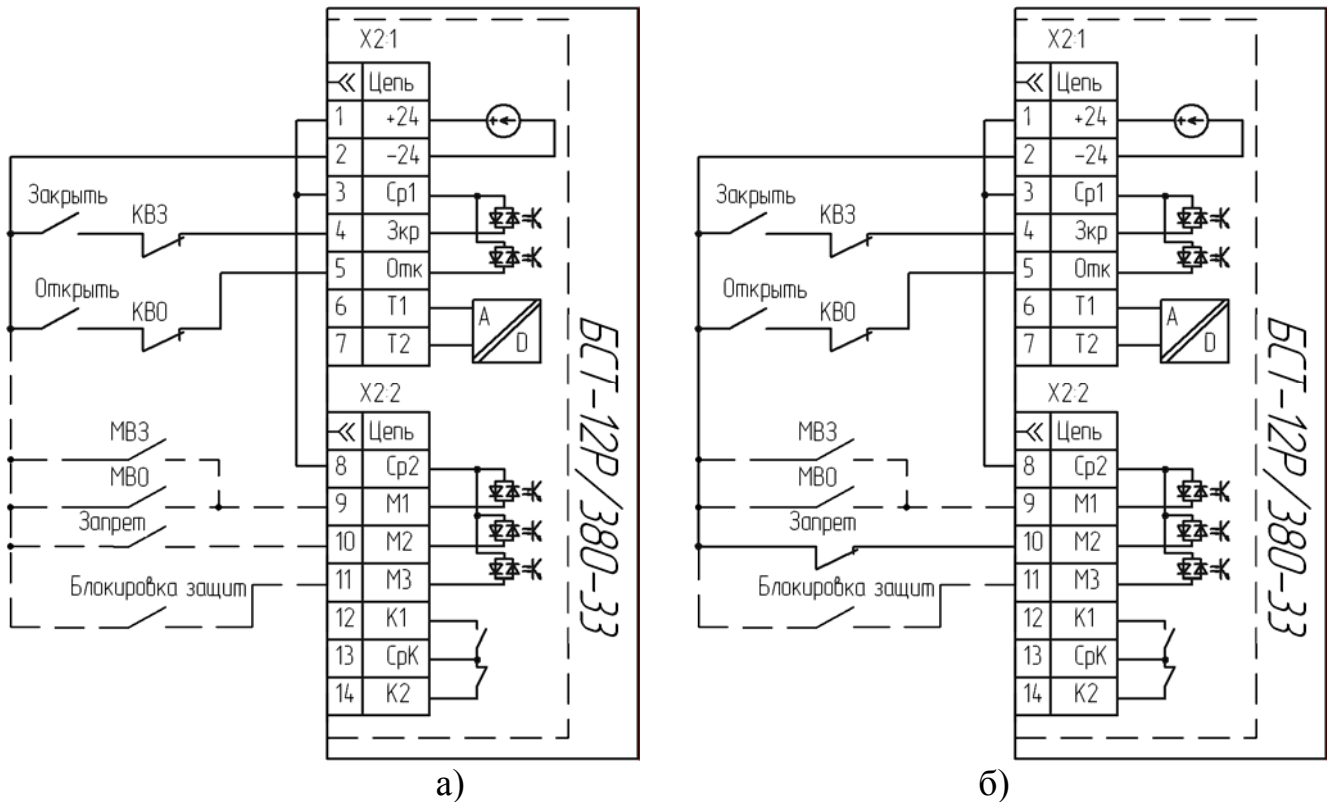 X2:1
Цепь
1 +24
2 -24
3 Ср1
4 Зкр
5 Отк
6 Т1
7 Т2
A
D
X2:2
Цепь
8 Ср2
9 М1
10 М2
11 М3
12 К1
13 СрК
14 К2
Закрыть
КВЗ
Открыть
КВО
МВЗ
МВО
Запрет
Блокировка защит
БСТ-12Р/380-33
а)
X2:1
Цепь
1 +24
2 -24
3 Ср1
4 Зкр
5 Отк
6 Т1
7 Т2
A
D
X2:2
Цепь
8 Ср2
9 М1
10 М2
11 М3
12 К1
13 СрК
14 К2
Закрыть
КВЗ
Открыть
КВО
МВЗ
МВО
Запрет
Блокировка защит
БСТ-12Р/380-33
б)